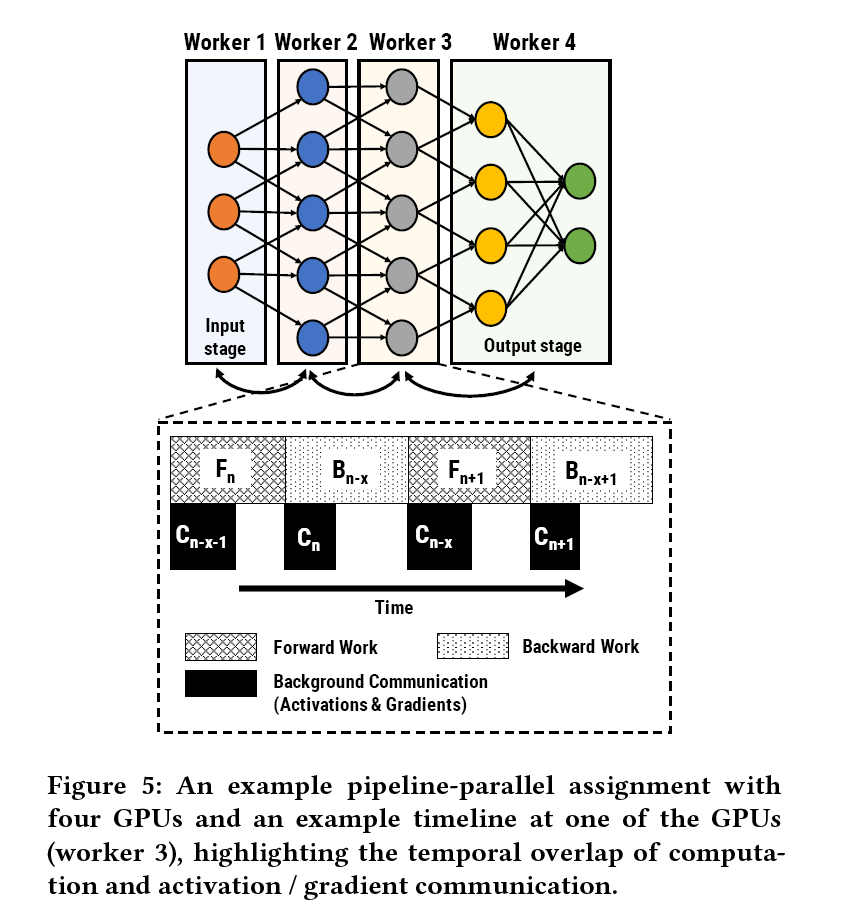 Worker 1 Worker 2 Worker 3 Worker 4
Input
stage
Output stage
Fn Bn-x Fn+1 Bn-x+1
Cn-x-1 Cn Cn-x Cn+1
Time
Forward Work Backward Work
Background Communication
(Activations & Gradients)
Figure 5: An example pipeline-parallel assignment with
four GPUs and an example timeline at one of the GPUs
(worker 3), highlighting the temporal overlap of computa-
tion and activation / gradient communication.